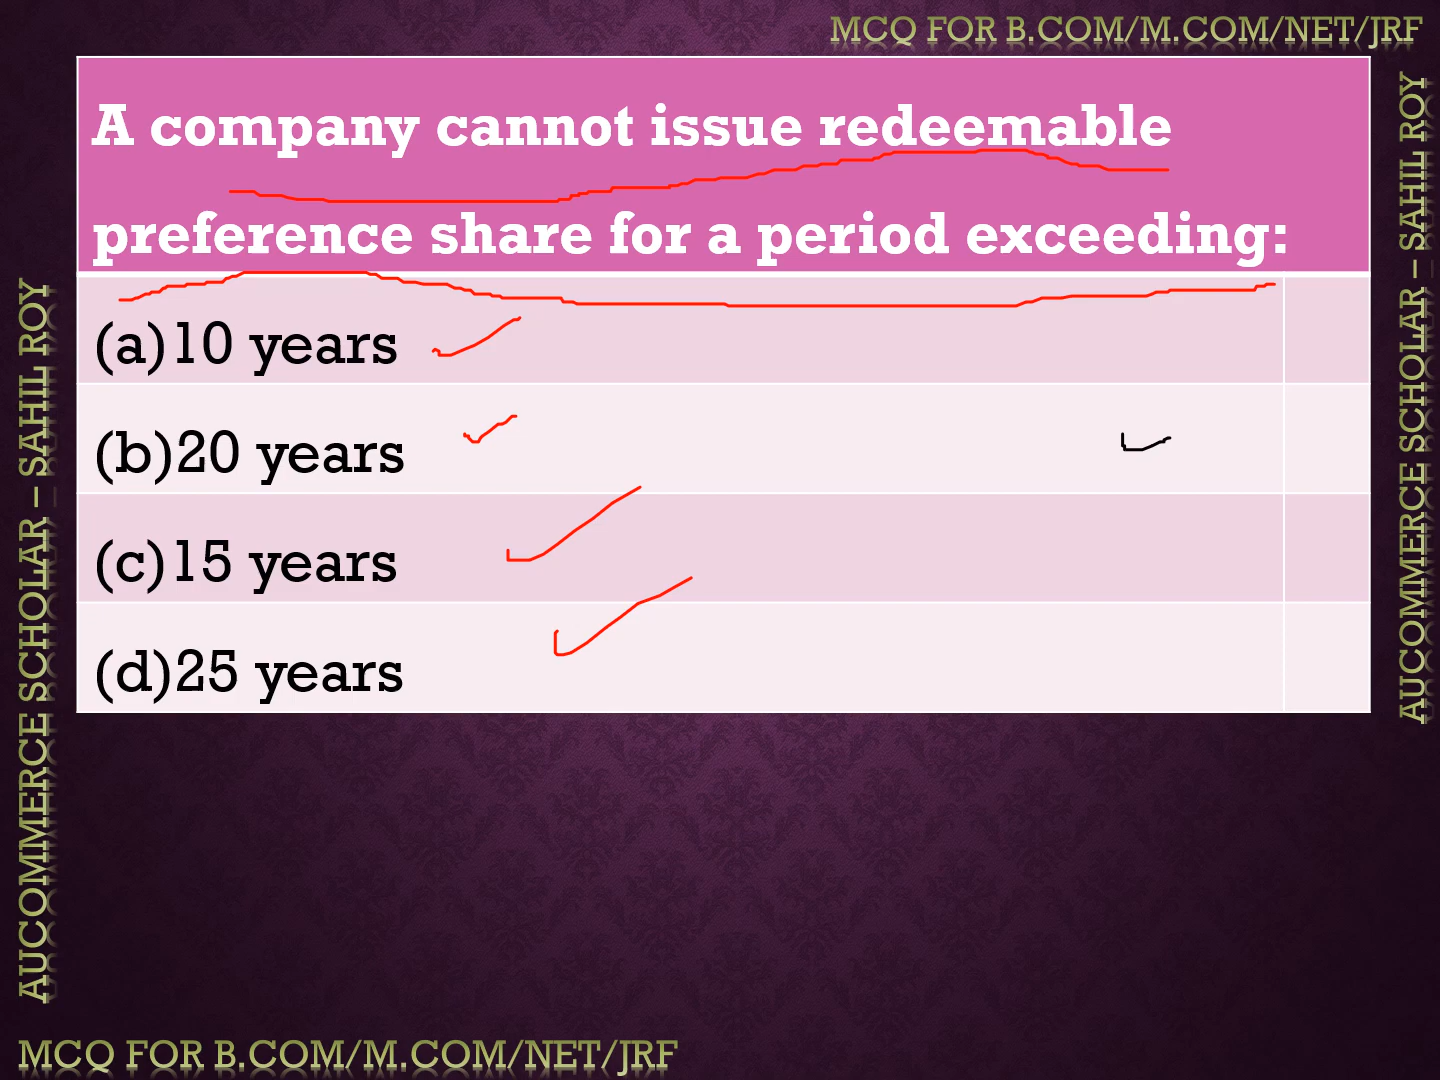 MCQ FOR B.COM/M.COM/NET/JRF
A company cannot issue redeemable
preference share for a period exceeding:
(a)10 years
(b)20 years
(c)15 years
(d)25 years
AUCOMMERCE SCHOLAR – SAHIL ROY
AUCOMMERCE SCHOLAR – SAHIL ROY
MCQ FOR B.COM/M.COM/NET/JRF